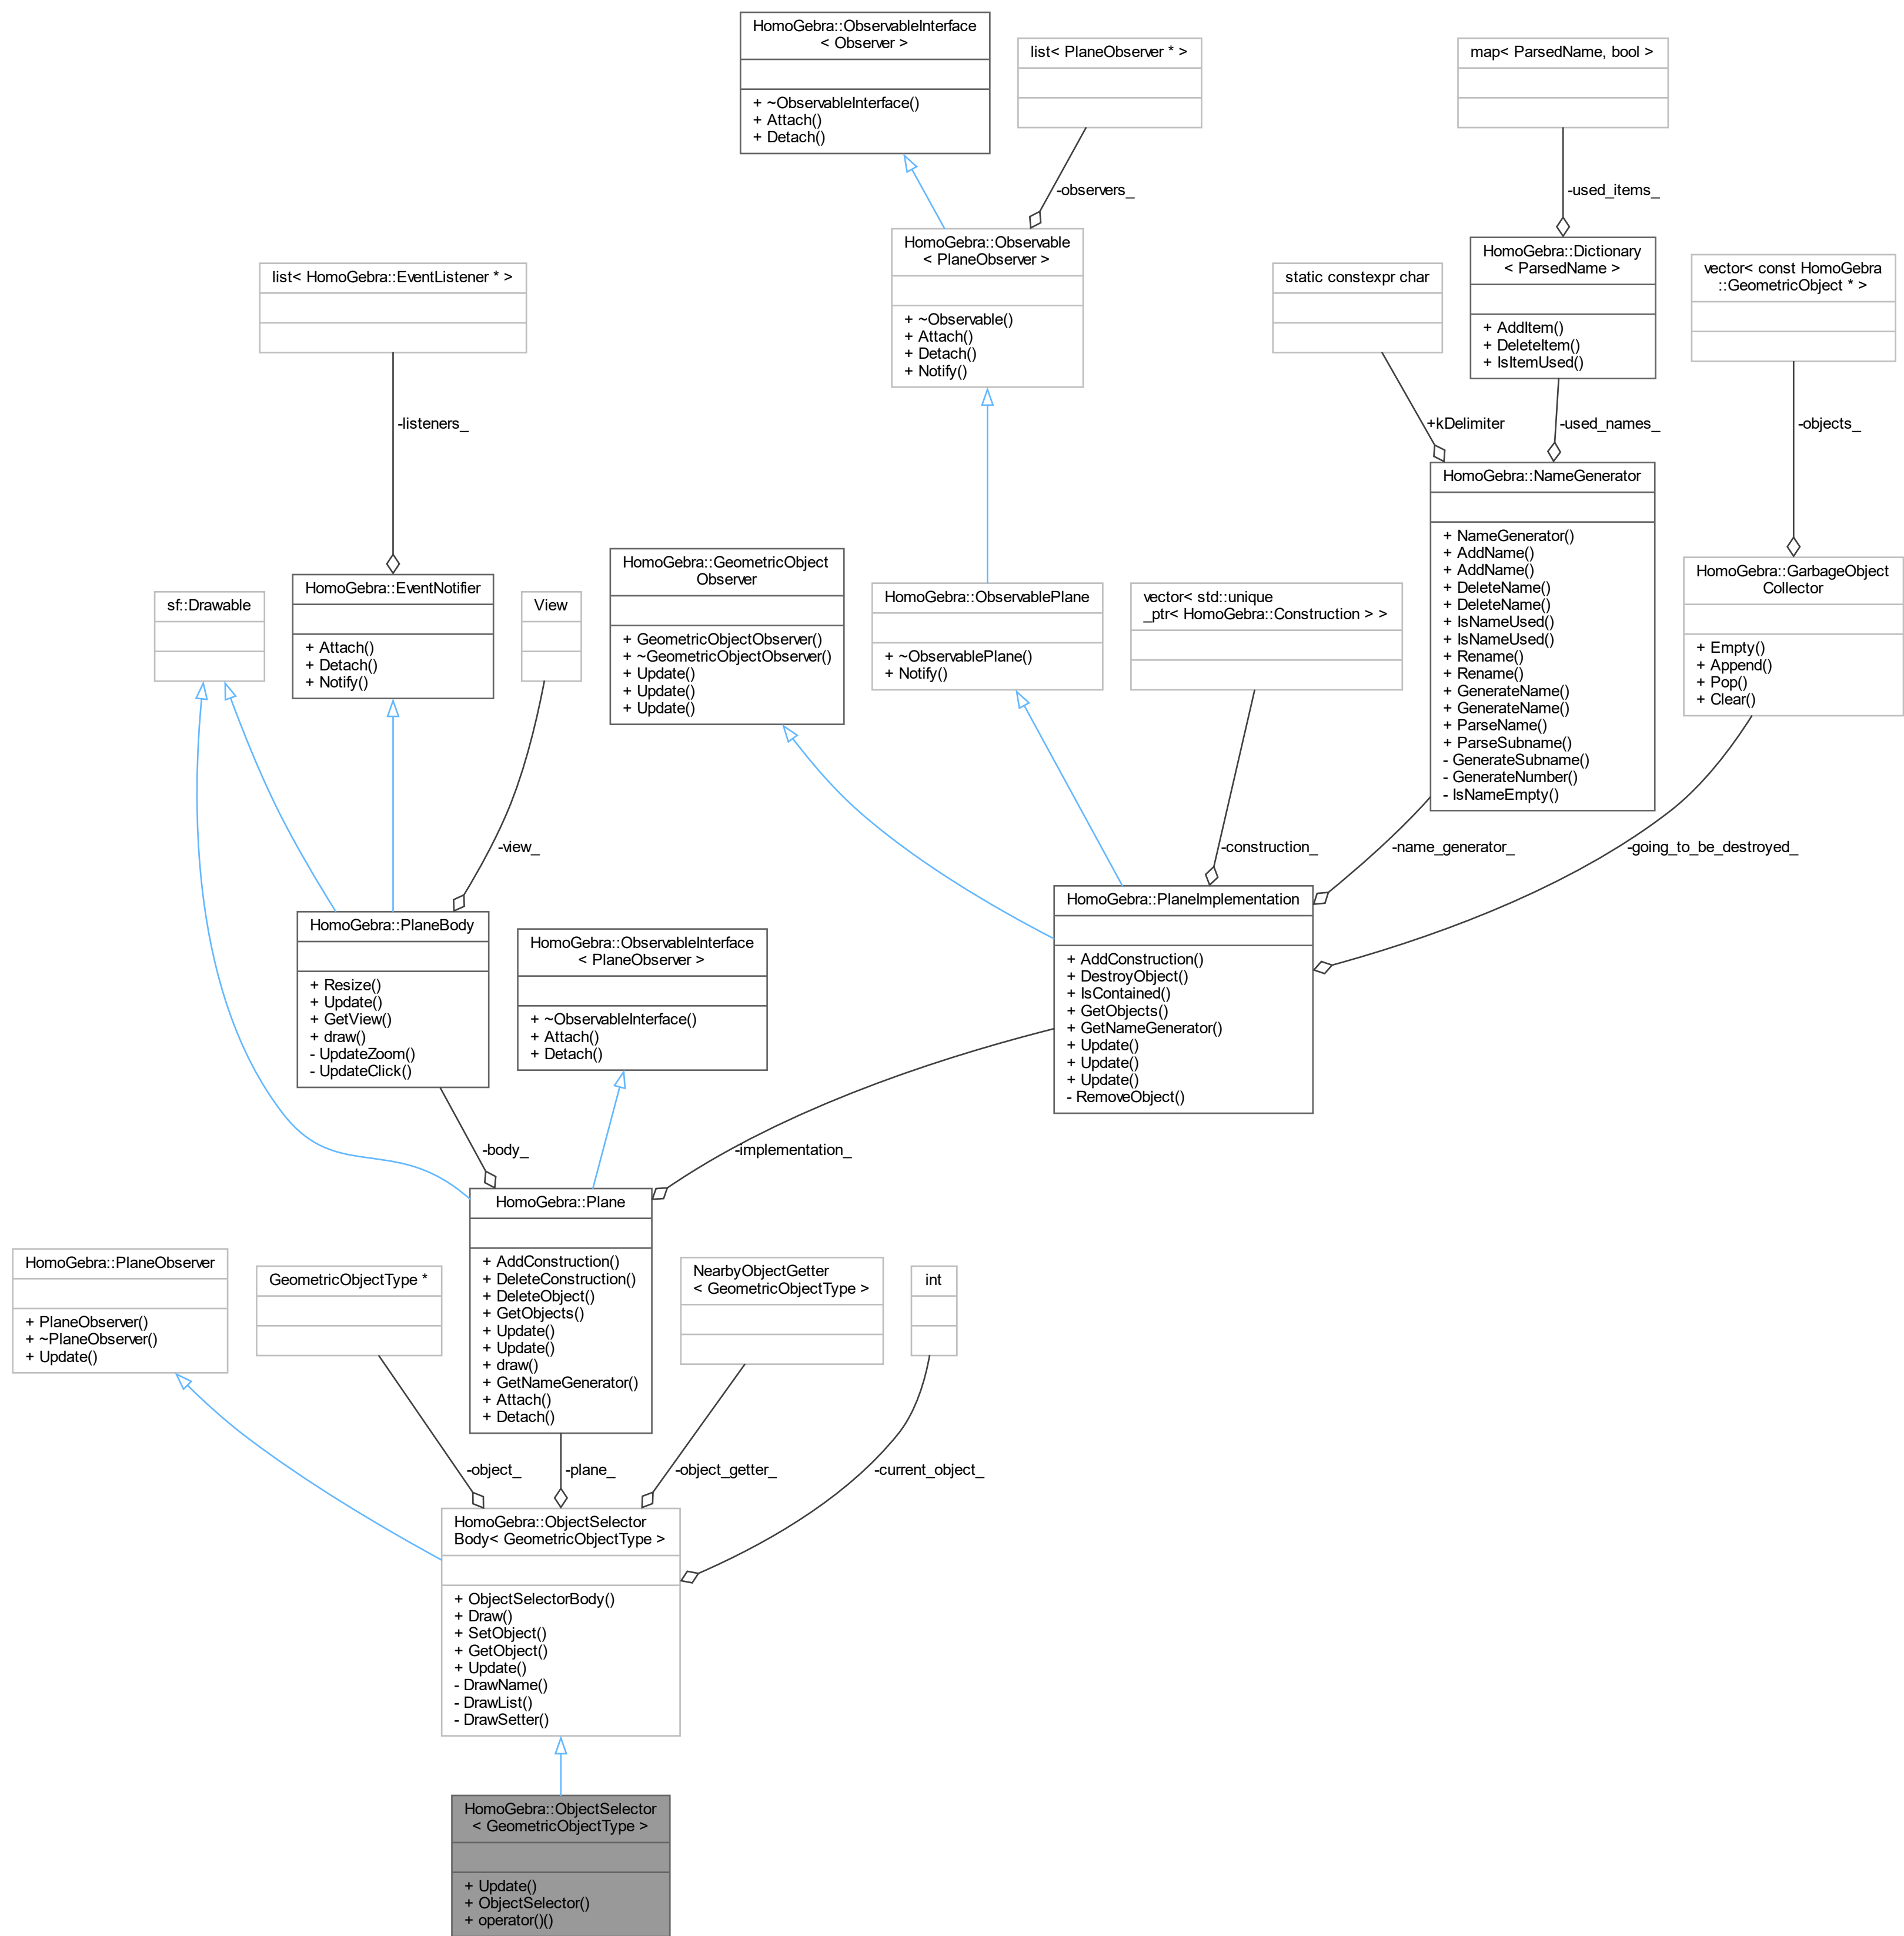 HomoGebra::ObservableInterface
< Observer >
+ ~ObservableInterface()
+ Attach()
+ Detach()
list< PlaneObserver * >
map< ParsedName, bool >
-observers_
-used_items_
HomoGebra::Observable
< PlaneObserver >
+ ~Observable()
+ Attach()
+ Detach()
+ Notify()
HomoGebra::Dictionary
< ParsedName >
+ AddItem()
+ DeleteItem()
+ IsItemUsed()
list< HomoGebra::EventListener * >
static constexpr char
vector< const HomoGebra
::GeometricObject * >
-listeners_
+kDelimiter
-used_names_
-objects_
HomoGebra::NameGenerator
+ NameGenerator()
+ AddName()
+ AddName()
+ DeleteName()
+ DeleteName()
+ IsNameUsed()
+ IsNameUsed()
+ Rename()
+ Rename()
+ GenerateName()
+ GenerateName()
+ ParseName()
+ ParseSubname()
- GenerateSubname()
- GenerateNumber()
- IsNameEmpty()
sf::Drawable
HomoGebra::EventNotifier
+ Attach()
+ Detach()
+ Notify()
View
HomoGebra::GeometricObject
Observer
+ GeometricObjectObserver()
+ ~GeometricObjectObserver()
+ Update()
+ Update()
+ Update()
HomoGebra::ObservablePlane
+ ~ObservablePlane()
+ Notify()
vector< std::unique
_ptr< HomoGebra::Construction > >
HomoGebra::GarbageObject
Collector
+ Empty()
+ Append()
+ Pop()
+ Clear()
-view_
-construction_
-name_generator_
-going_to_be_destroyed_
HomoGebra::PlaneBody
+ Resize()
+ Update()
+ GetView()
+ draw()
- UpdateZoom()
- UpdateClick()
HomoGebra::ObservableInterface
< PlaneObserver >
+ ~ObservableInterface()
+ Attach()
+ Detach()
HomoGebra::PlaneImplementation
+ AddConstruction()
+ DestroyObject()
+ IsContained()
+ GetObjects()
+ GetNameGenerator()
+ Update()
+ Update()
+ Update()
- RemoveObject()
-body_
-implementation_
HomoGebra::PlaneObserver
+ PlaneObserver()
+ ~PlaneObserver()
+ Update()
GeometricObjectType *
HomoGebra::Plane
+ AddConstruction()
+ DeleteConstruction()
+ DeleteObject()
+ GetObjects()
+ Update()
+ Update()
+ draw()
+ GetNameGenerator()
+ Attach()
+ Detach()
NearbyObjectGetter
< GeometricObjectType >
int
-object_
-plane_
-object_getter_
-current_object_
HomoGebra::ObjectSelector
Body< GeometricObjectType >
+ ObjectSelectorBody()
+ Draw()
+ SetObject()
+ GetObject()
+ Update()
- DrawName()
- DrawList()
- DrawSetter()
HomoGebra::ObjectSelector
< GeometricObjectType >
+ Update()
+ ObjectSelector()
+ operator()()